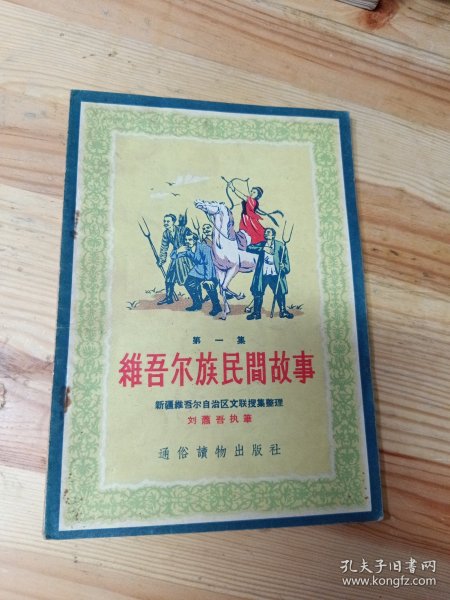 第一集
維吾尔族民間故事
新疆維吾尔自治区文联搜集整理
刘蕭吾执筆
通俗讀物出版社
孔夫子旧书网
www.kongfz.com